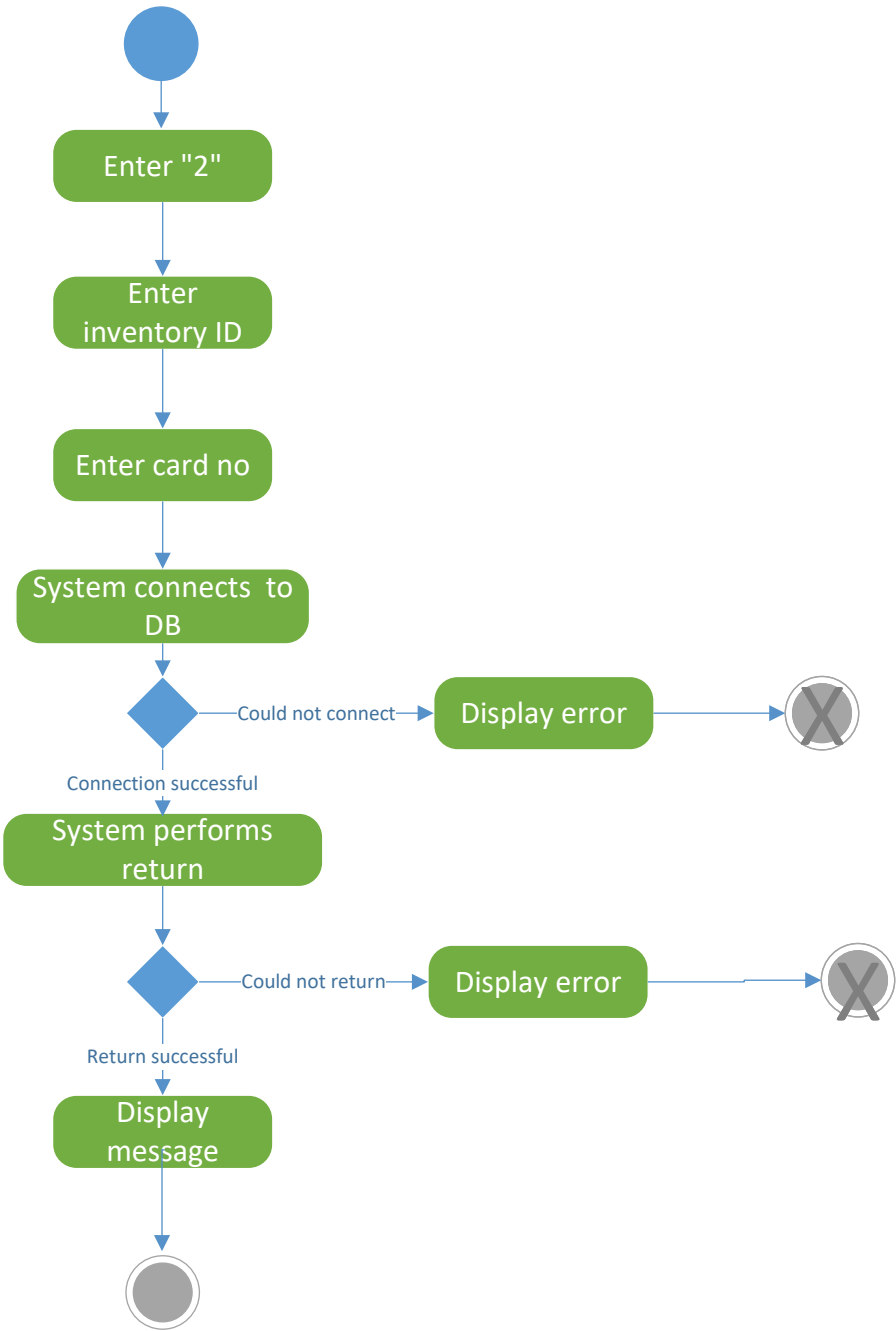 Enter "2"
Enter
inventory ID
Enter card no
System connects  to
DB
Could not connect
Display error
X
Connection successful
System performs
return
Could not return
Display error
X
Return successful
Display
message